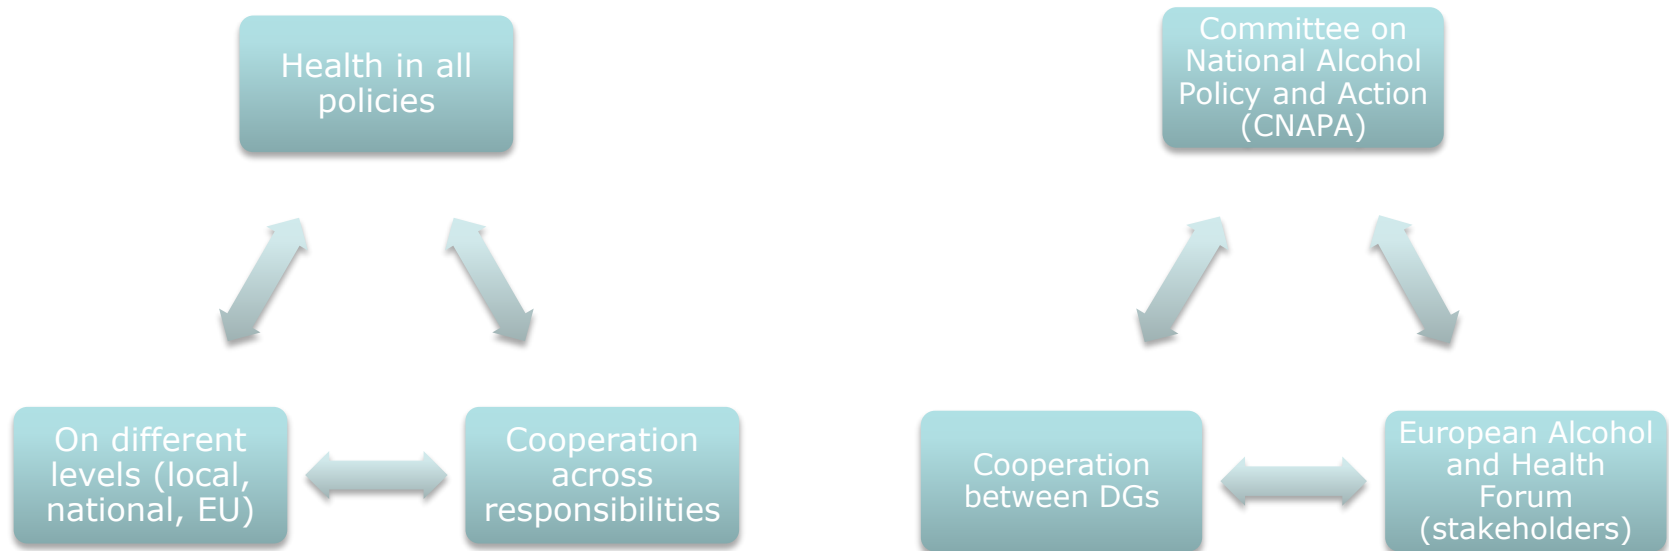 Health in all
policies
On different
levels (local,
national, EU)
Cooperation
across
responsibilities
Committee on
National Alcohol
Policy and Action
(CNAPA)
Cooperation
between DGs
European Alcohol
and Health
Forum
(stakeholders)